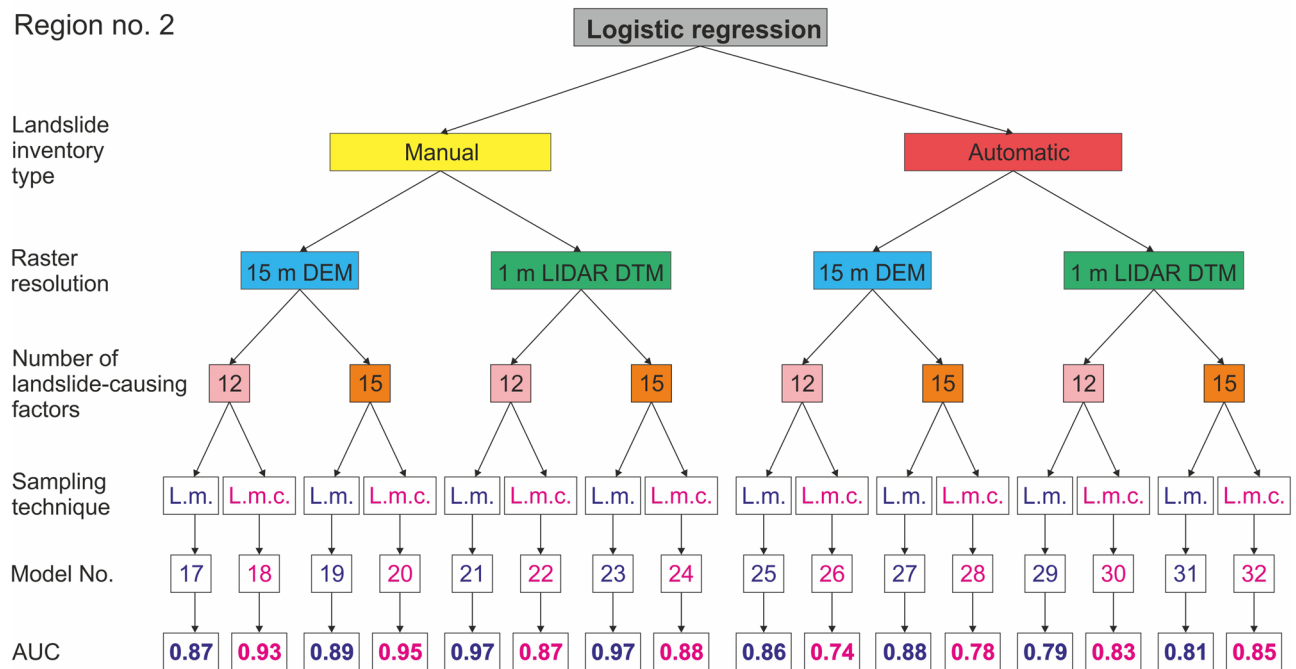 Region no. 2
Logistic regression
Landslide
inventory
type
Manual Automatic
Raster
resolution
15 m DEM 1 m LIDAR DTM 15 m DEM 1 m LIDAR DTM
Number of
landslide-causing
factors
12 15 12 15 12 15 12 15
Sampling
technique
L.m. L.m.c. L.m. L.m.c. L.m. L.m.c. L.m. L.m.c. L.m. L.m.c. L.m. L.m.c. L.m. L.m.c. L.m. L.m.c.
Model No. 17 18 19 20 21 22 23 24 25 26 27 28 29 30 31 32
AUC 0.87 0.93 0.89 0.95 0.97 0.87 0.97 0.88 0.86 0.74 0.88 0.78 0.79 0.83 0.81 0.85